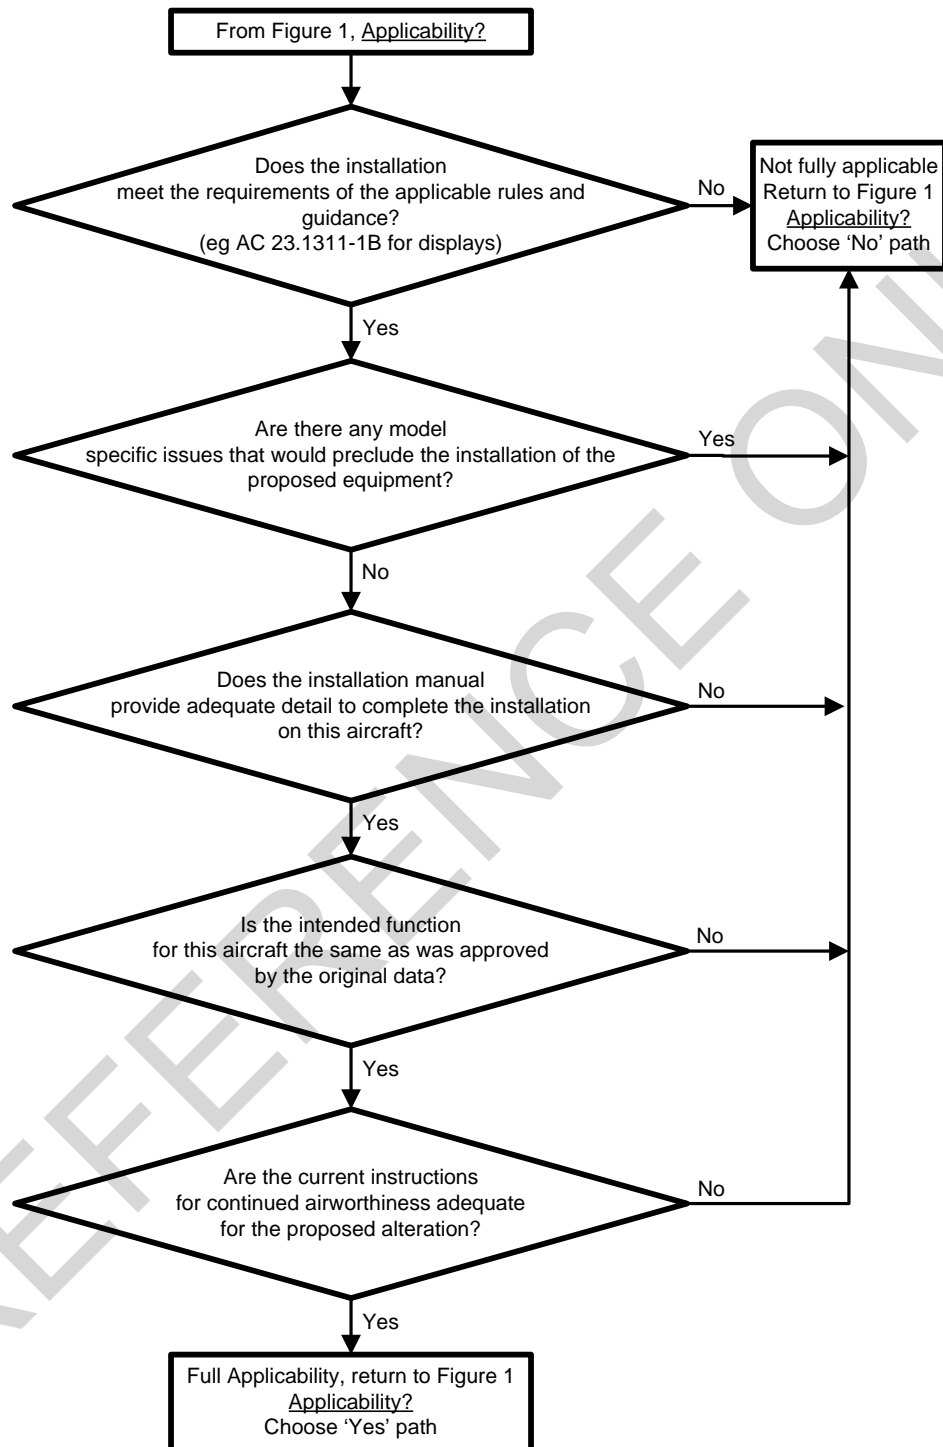 From Figure 1, Applicability?
Does the installation
meet the requirements of the applicable rules and
guidance?
(eg AC 23.1311-1B for displays)
No
Not fully applicable
Return to Figure 1
Applicability?
Choose ‘No’ path
Yes
Are there any model
specific issues that would preclude the installation of the
proposed equipment?
Yes
No
Does the installation manual
provide adequate detail to complete the installation
on this aircraft?
No
Yes
Is the intended function
for this aircraft the same as was approved
by the original data?
No
Yes
Are the current instructions
for continued airworthiness adequate
for the proposed alteration?
No
Yes
Full Applicability, return to Figure 1
Applicability?
Choose ‘Yes’ path
REFERENCE ON